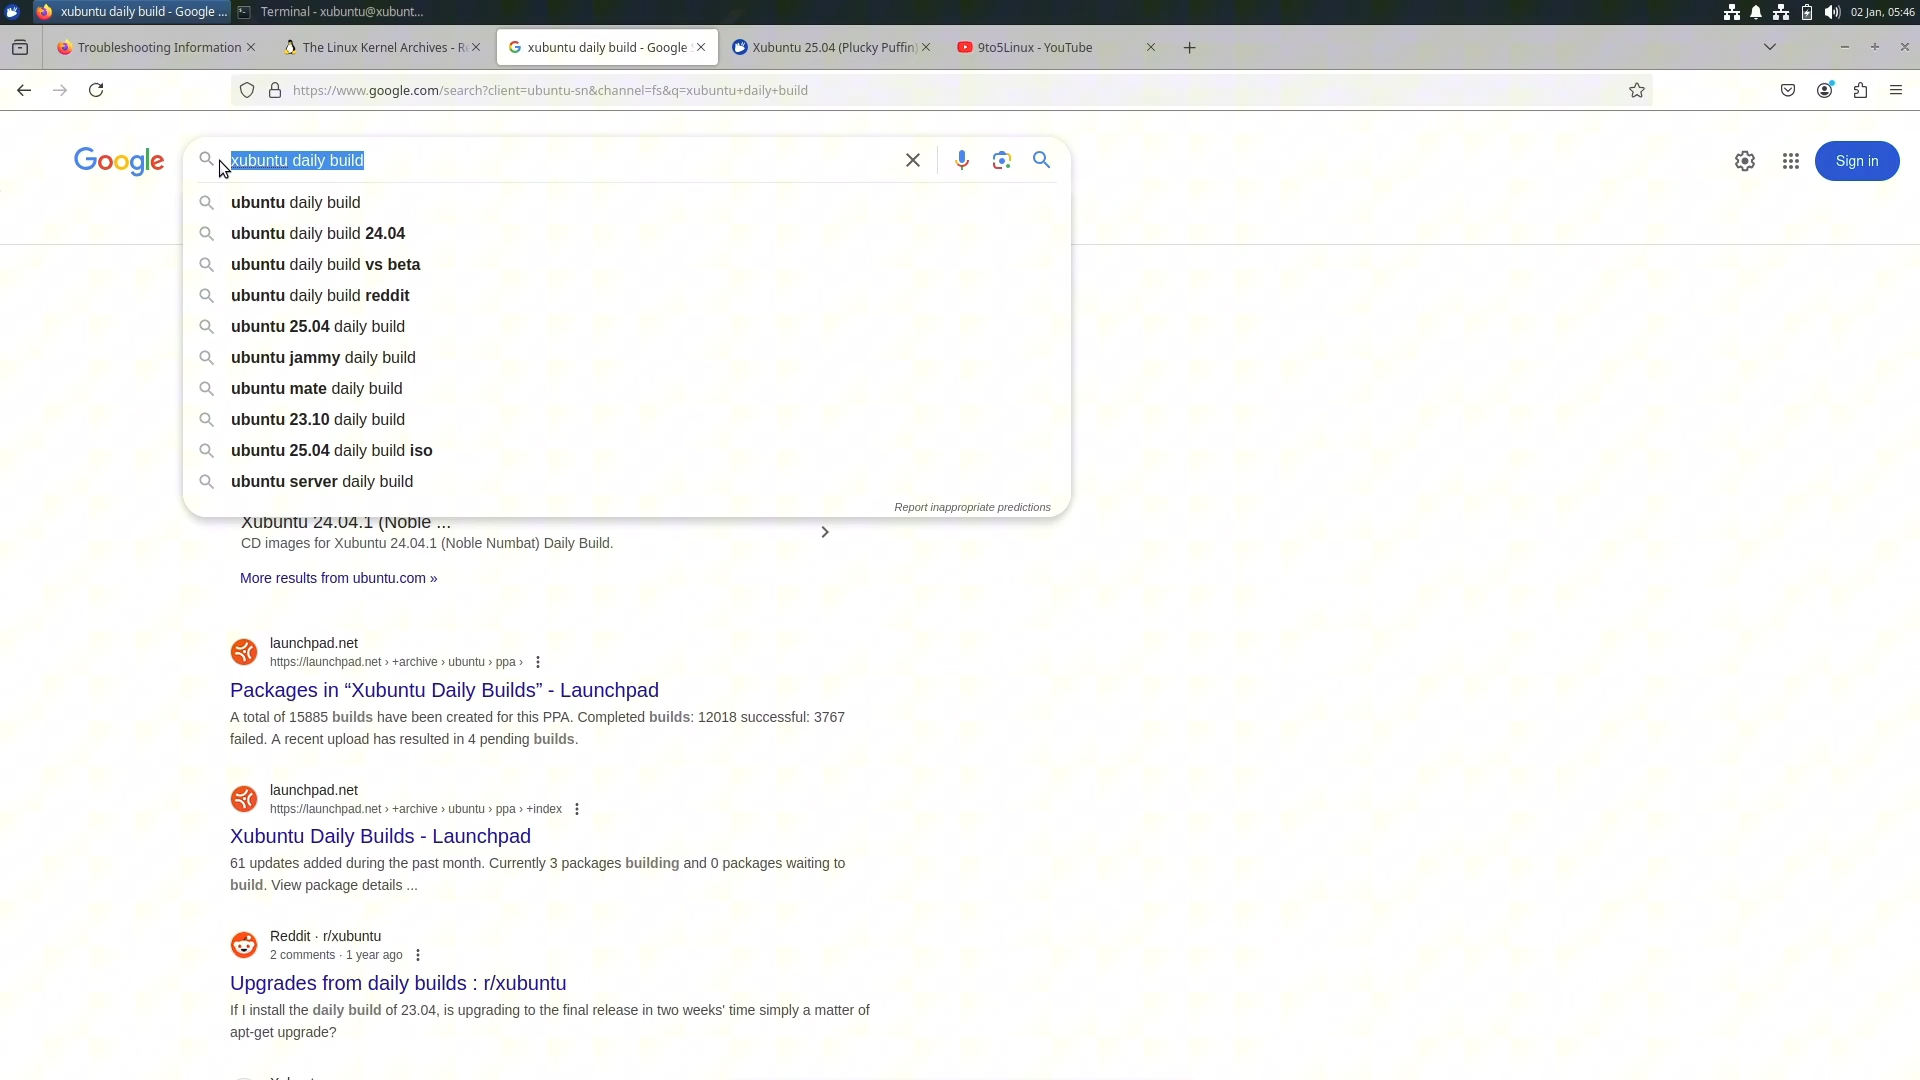 xubuntu daily build - Google ...
Terminal - xubuntu@xubunt...
02 Jan, 05:46
Troubleshooting Information
The Linux Kernel Archives - Re
xubuntu daily build - Google S
Xubuntu 25.04 (Plucky Puffin)
9to5Linux - YouTube
https://www.google.com/search?client=ubuntu-sn&channel=fs&q=xubuntu+daily+build
Google
xubuntu daily build
Sign in
ubuntu daily build
ubuntu daily build 24.04
ubuntu daily build vs beta
ubuntu daily build reddit
ubuntu 25.04 daily build
ubuntu jammy daily build
ubuntu mate daily build
ubuntu 23.10 daily build
ubuntu 25.04 daily build iso
ubuntu server daily build
Report inappropriate predictions
Xubuntu 24.04.1 (Noble ...
CD images for Xubuntu 24.04.1 (Noble Numbat) Daily Build.
More results from ubuntu.com »
launchpad.net
https://launchpad.net › +archive › ubuntu › ppa ›
Packages in “Xubuntu Daily Builds” - Launchpad
A total of 15885 builds have been created for this PPA. Completed builds: 12018 successful: 3767
failed. A recent upload has resulted in 4 pending builds.
launchpad.net
https://launchpad.net › +archive › ubuntu › ppa › +index
Xubuntu Daily Builds - Launchpad
61 updates added during the past month. Currently 3 packages building and 0 packages waiting to
build. View package details ...
Reddit · r/xubuntu
2 comments · 1 year ago
Upgrades from daily builds : r/xubuntu
If I install the daily build of 23.04, is upgrading to the final release in two weeks' time simply a matter of
apt-get upgrade?